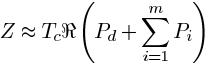 Z ≈ T_c ℜ ( P_d + ∑_{i=1}^{m} P_i )